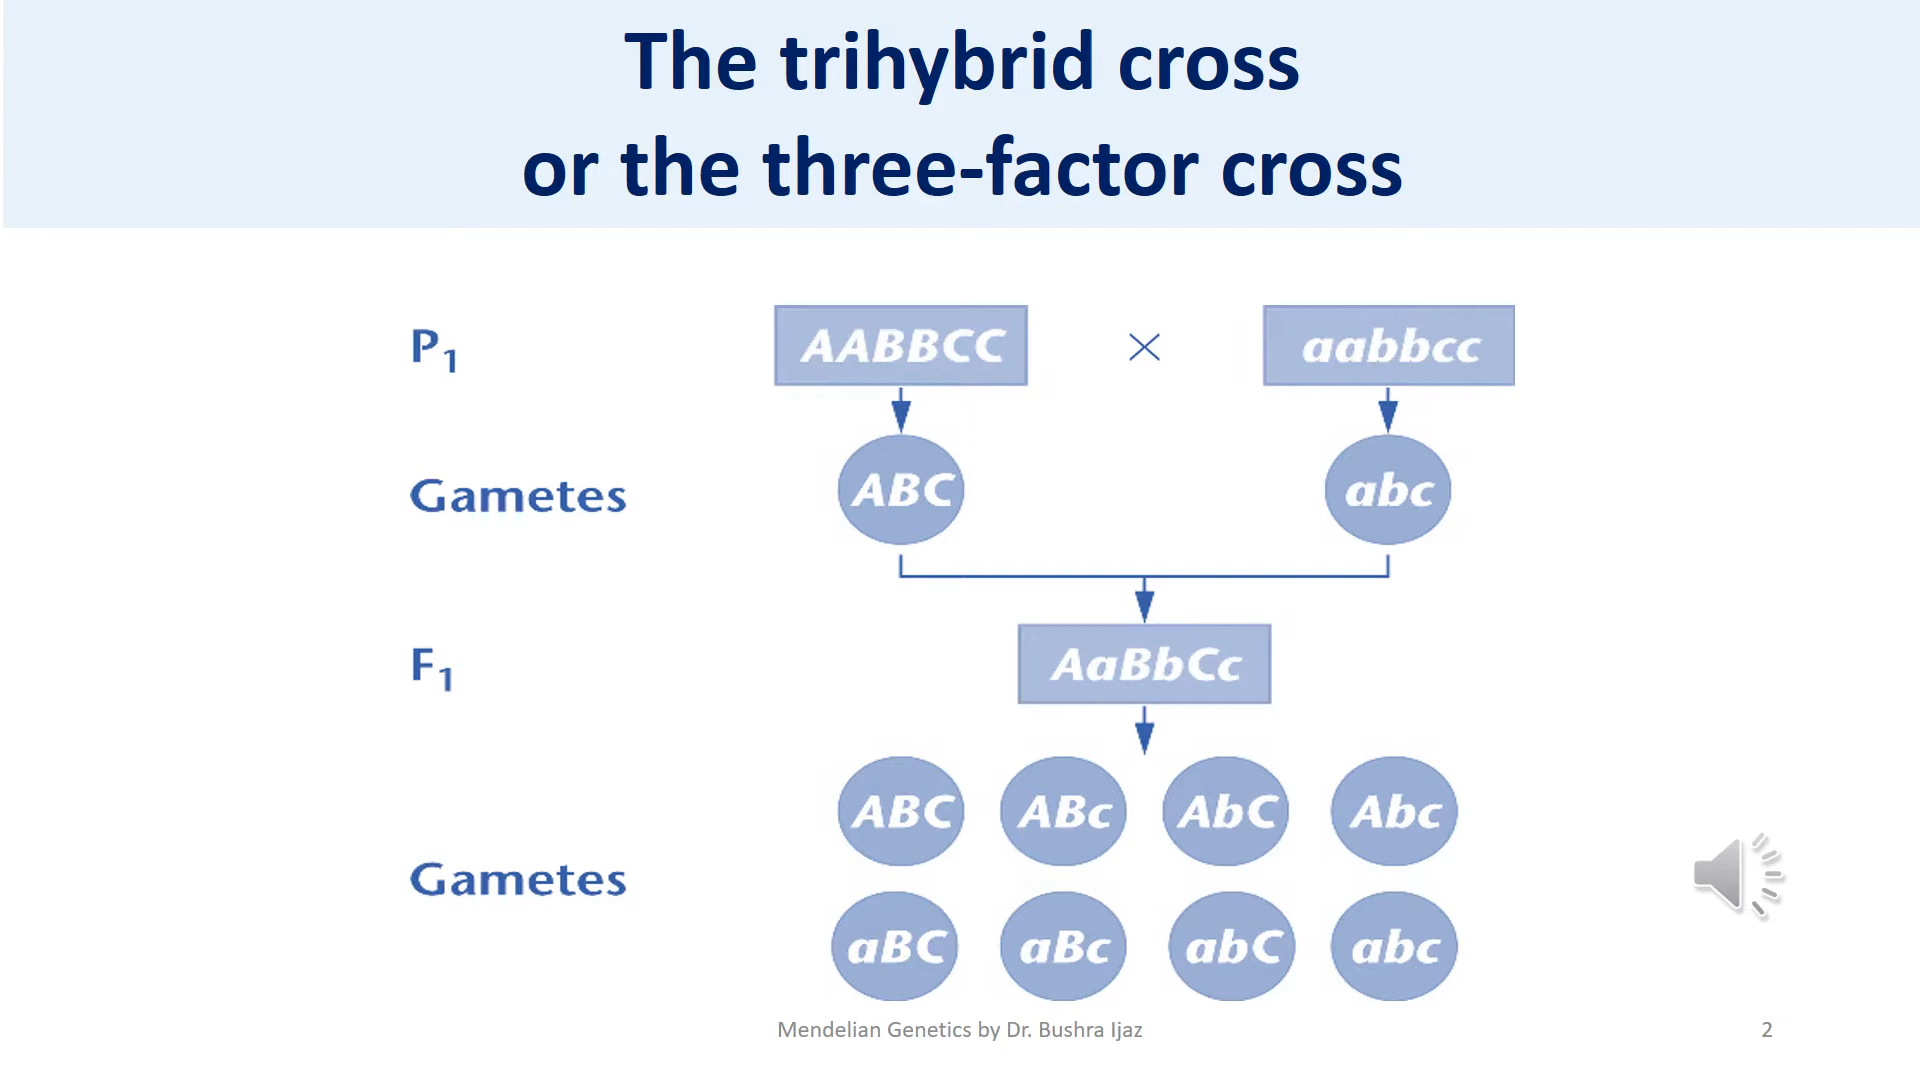 The trihybrid cross
or the three-factor cross
P1
AABBCC × aabbcc
Gametes
ABC abc
F1
AaBbCc
Gametes
ABC ABc AbC Abc
aBC aBc abC abc
Mendelian Genetics by Dr. Bushra Ijaz
2